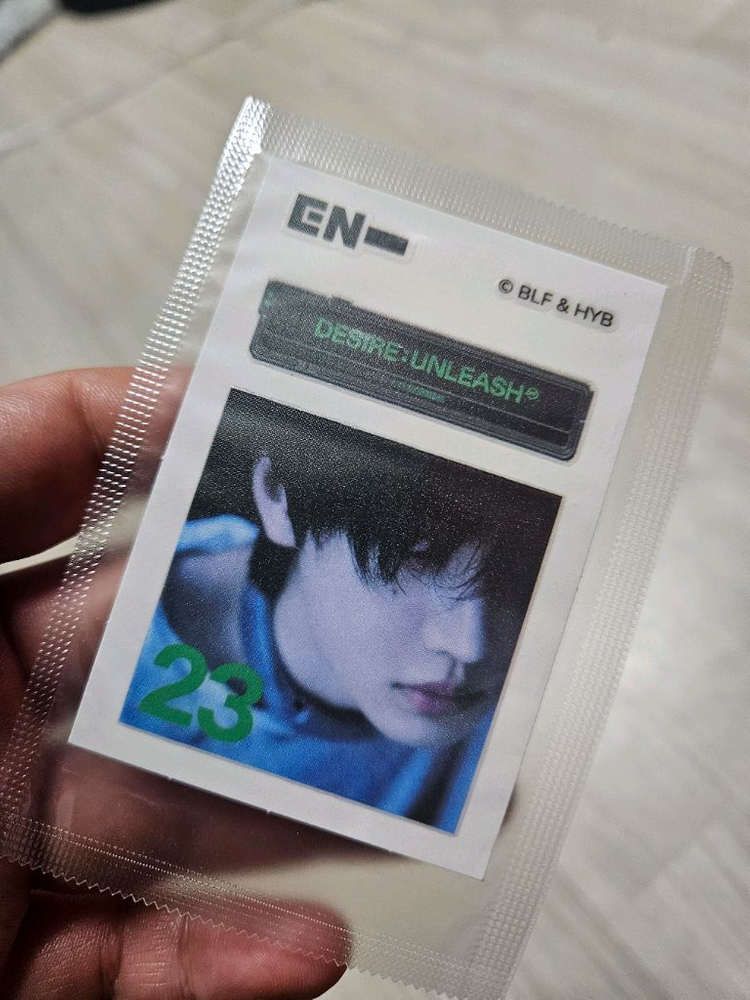 EN-
© BLF & HYB
DESIRE : UNLEASH
23